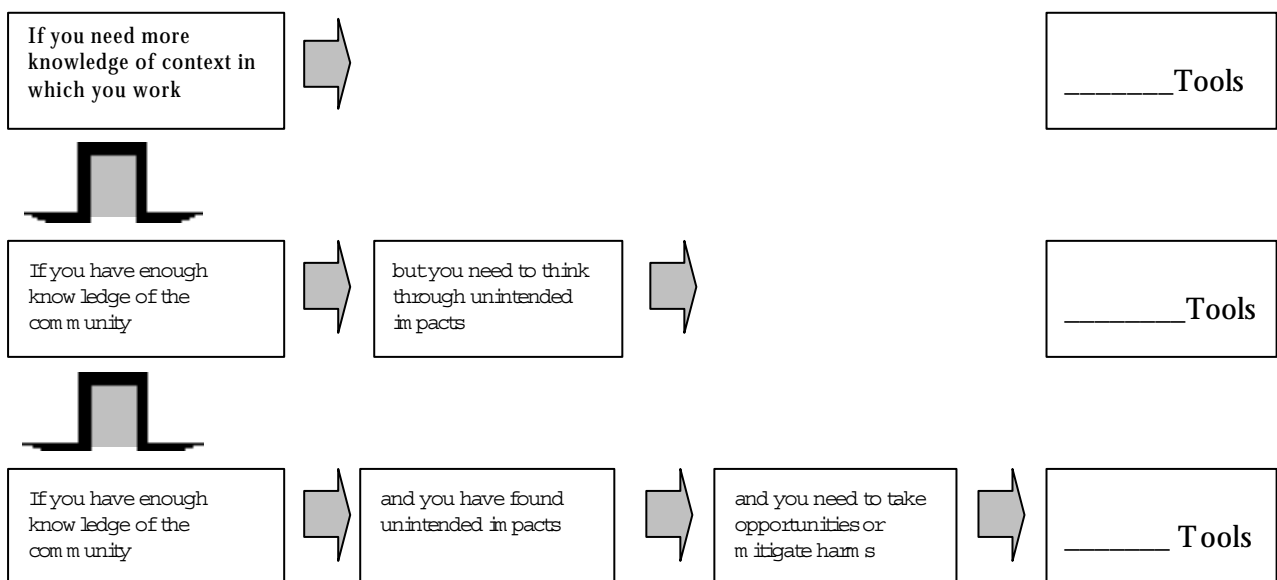 If you need more
knowledge of context in
which you work
_______Tools
If you have enough
knowledge of the
community
but you need to think
through unintended
impacts
________Tools
If you have enough
knowledge of the
community
and you have found
unintended impacts
and you need to take
opportunities or
mitigate harms
_______ Tools